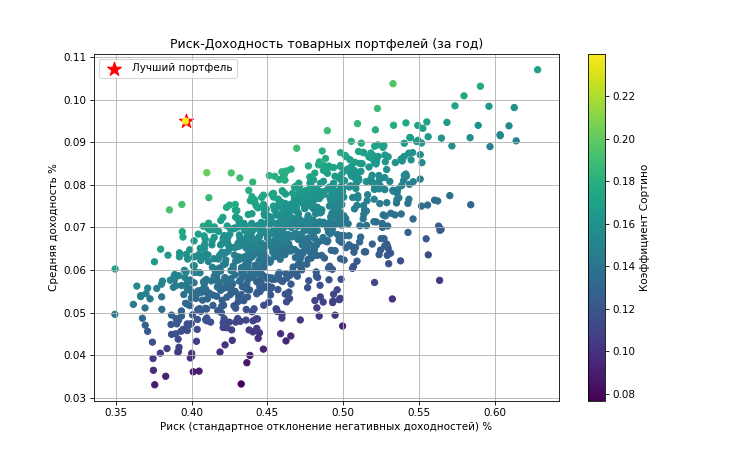 Риск-Доходность товарных портфелей (за год)
Лучший портфель
0.11
0.10
0.09
0.08
0.07
0.06
0.05
0.04
0.03
Средняя доходность %
0.35 0.40 0.45 0.50 0.55 0.60
Риск (стандартное отклонение негативных доходностей) %
0.22
0.20
0.18
0.16
0.14
0.12
0.10
0.08
Коэффициент Сортино